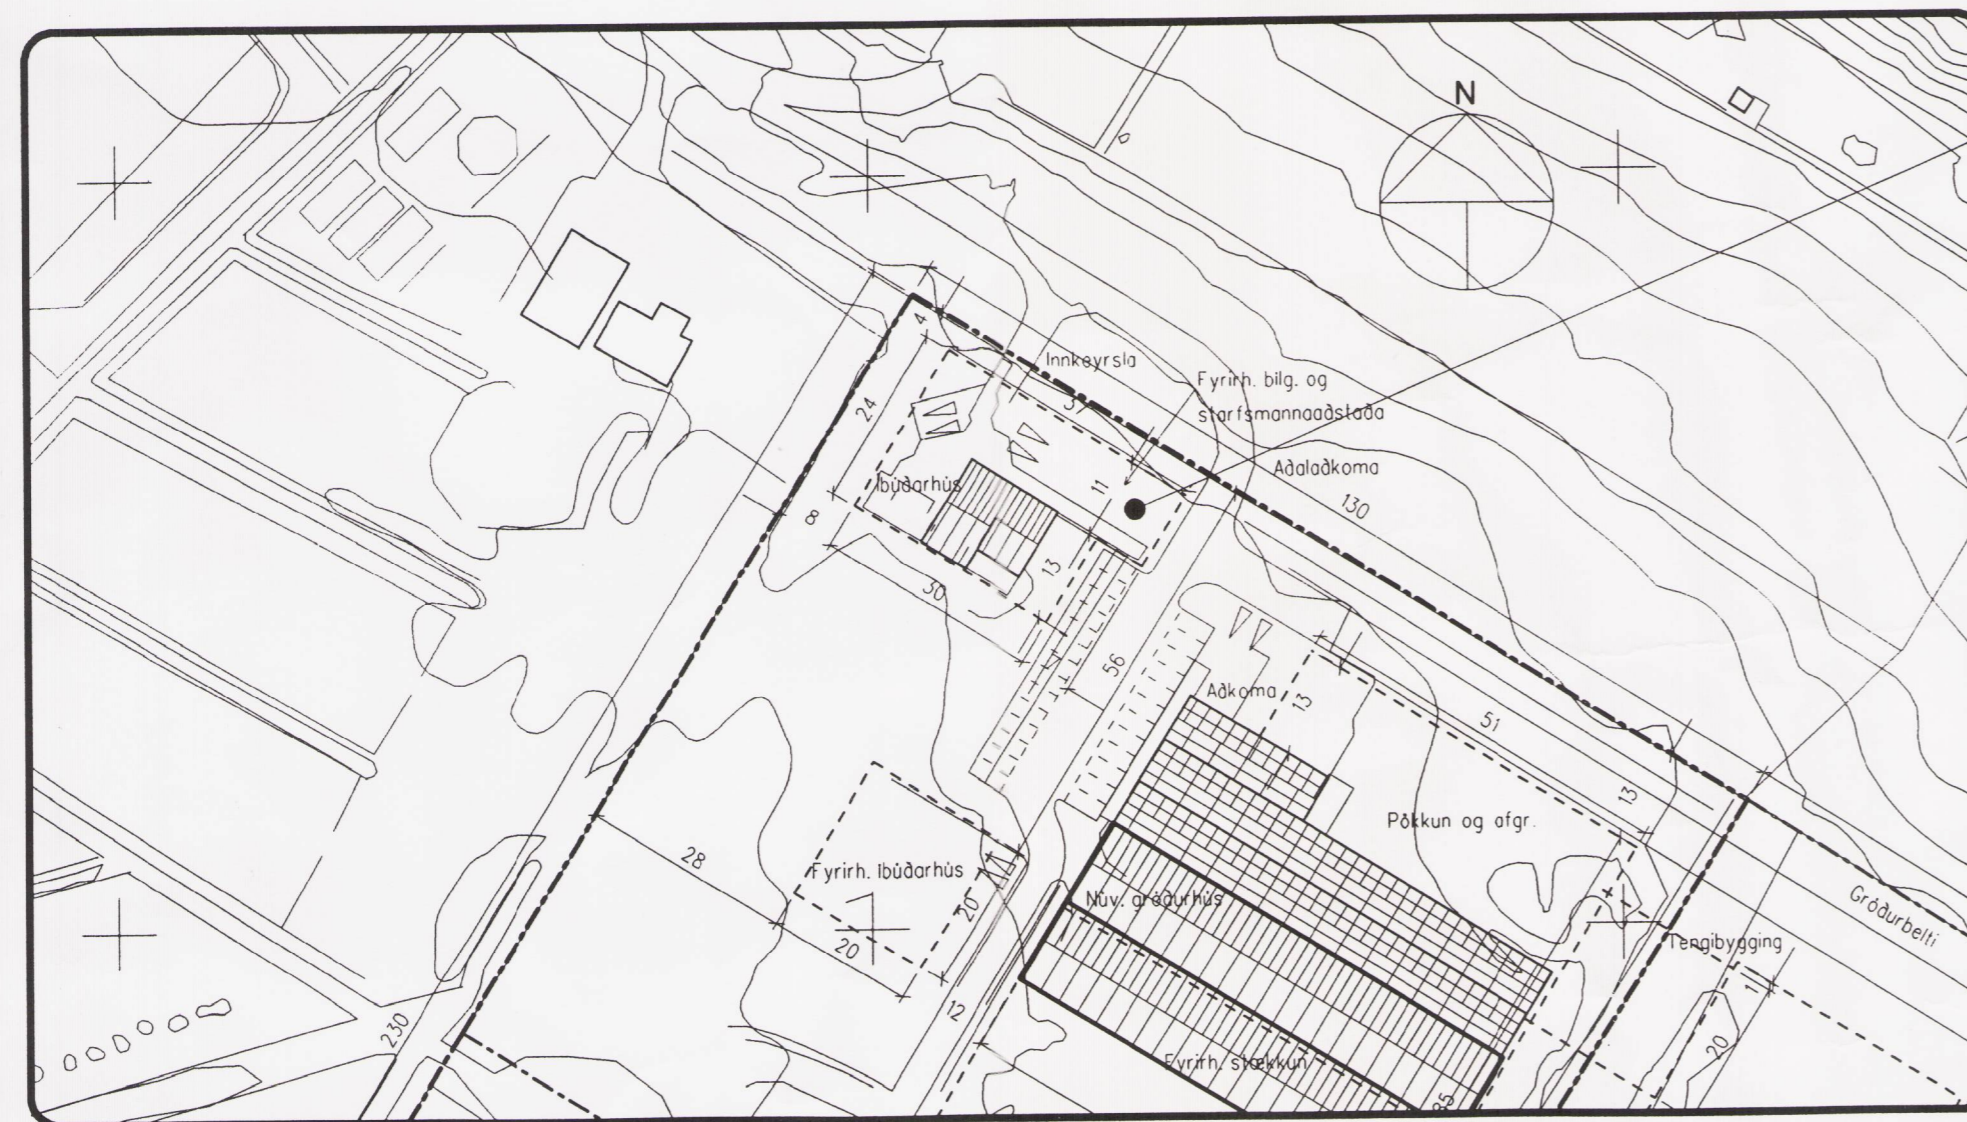 N
Innkeyrsla
4
Fyrirh. bílg. og
starfsmannaaðstaða
24
Aðalaðkoma
Íbúðarhús
11
130
8
13
30
56
Aðkoma
13
51
13
Pökkun og afgr.
28
Fyrirh. íbúðarhús
20
20
Núv. gróðurhús
Gróðurbelti
Tengibygging
12
230
20
Fyrirh. stækkun